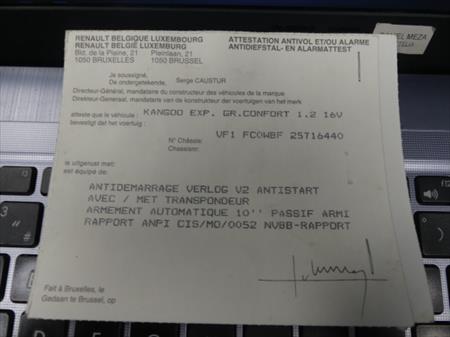 RENAULT BELGIQUE LUXEMBOURG
RENAULT BELGIË LUXEMBURG
Bld. de la Plaine, 21 Pleinlaan, 21
1050 BRUXELLES 1050 BRUSSEL
ATTESTATION ANTIVOL ET/OU ALARME
ANTIDIEFSTAL- EN ALARMATTEST
MEZA
Je soussigné,
De ondergetekende, Serge CAUSTUR
Directeur-Général, mandataire du constructeur des véhicules de la marque
Directeur-Generaal, mandataris van de konstrukteur der voertuigen van het merk
atteste que le véhicule : KANGOO EXP. GR.CONFORT 1.2 16V
bevestigt dat het voertuig :
N° Châssis: VF1 FC0WBF 25716440
Chassisnr:
is uitgerust met:
est équipé de:
ANTIDEMARRAGE VERLOG V2 ANTISTART
AVEC / MET TRANSPONDEUR
ARMEMENT AUTOMATIQUE 10'' PASSIF ARMI
RAPPORT ANPI CIS/MO/0052 NVBB-RAPPORT
Fait à Bruxelles, le
Gedaan te Brussel, op